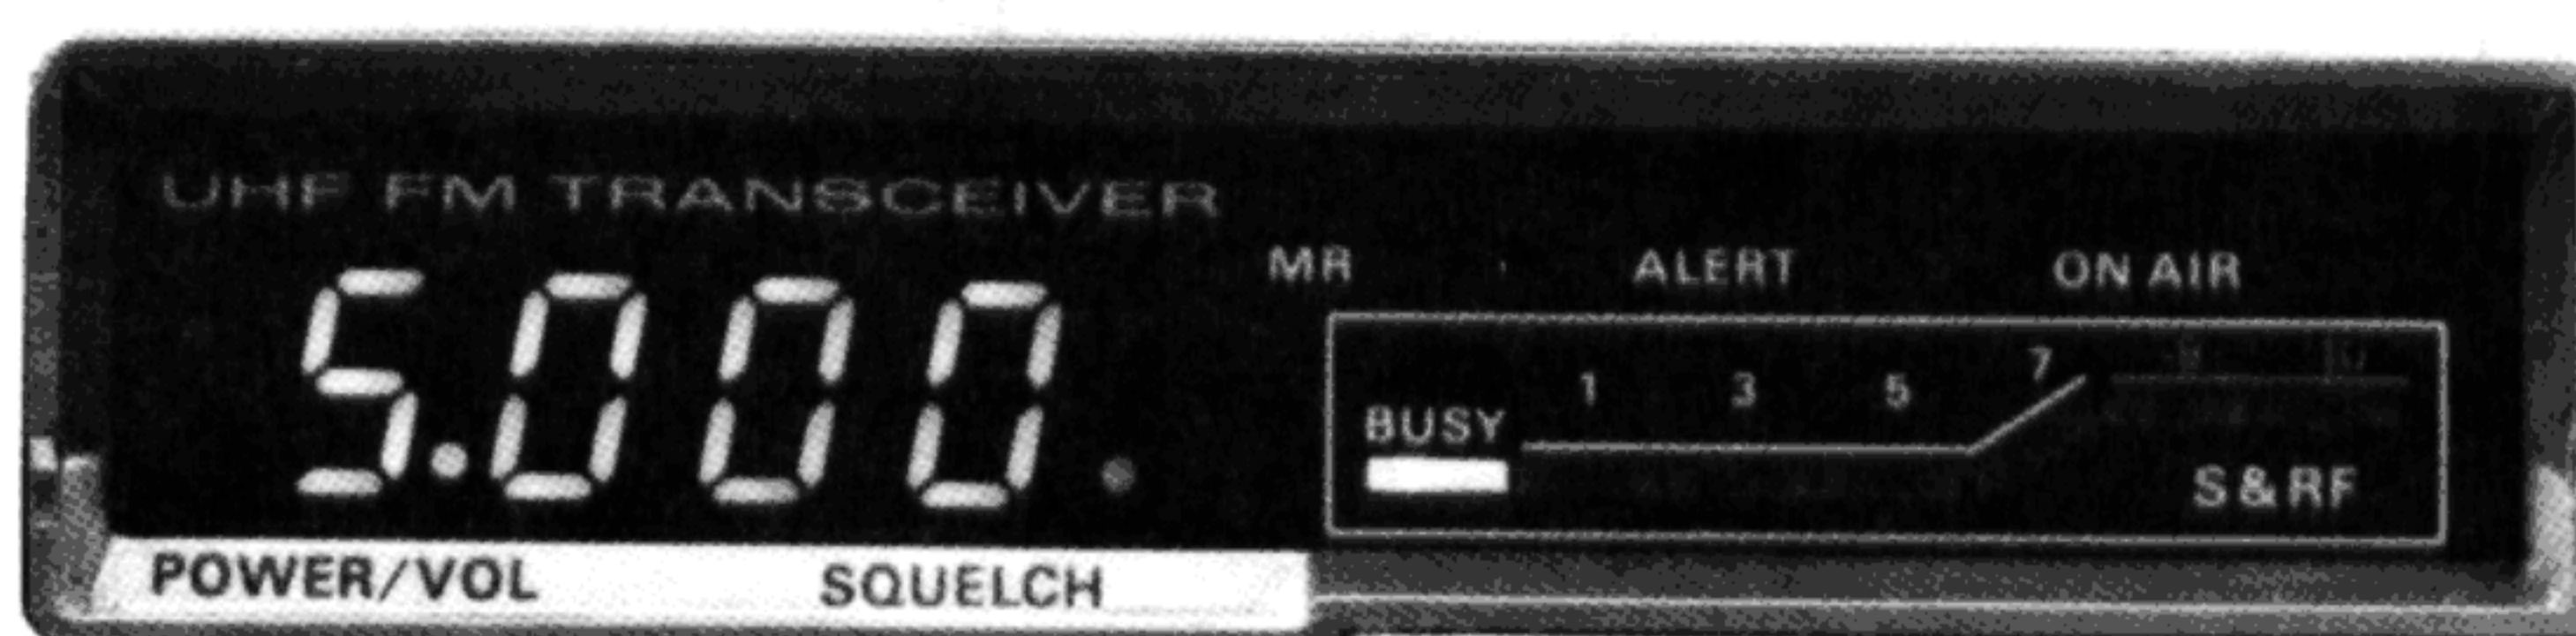 UHF FM TRANSCEIVER
5.000.
MR ALERT ON AIR
1 3 5 7
BUSY
S&RF
POWER/VOL SQUELCH